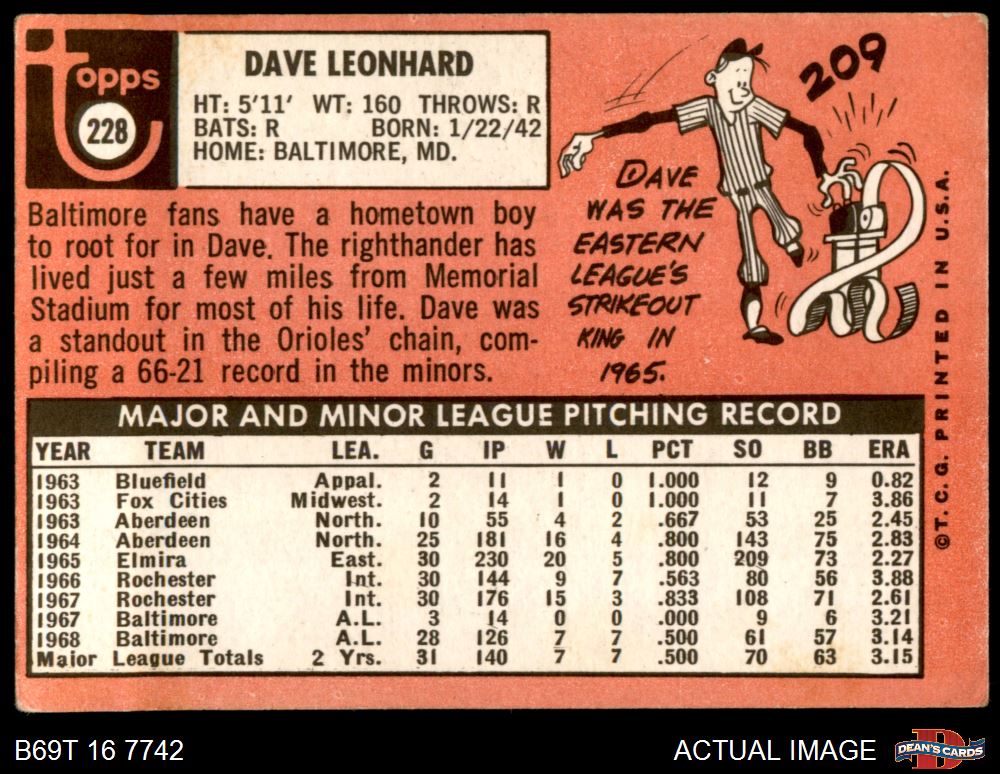 topps
228
DAVE LEONHARD
HT: 5'11' WT: 160 THROWS: R
BATS: R BORN: 1/22/42
HOME: BALTIMORE, MD.
Baltimore fans have a hometown boy
to root for in Dave. The righthander has
lived just a few miles from Memorial
Stadium for most of his life. Dave was
a standout in the Orioles' chain, com-
piling a 66-21 record in the minors.
209
DAVE
WAS THE
EASTERN
LEAGUE'S
STRIKEOUT
KING IN
1965.
©T.C.G. PRINTED IN U.S.A.
MAJOR AND MINOR LEAGUE PITCHING RECORD
YEAR TEAM LEA. G IP W L PCT SO BB ERA
1963 Bluefield Appal. 2 11 1 0 1.000 12 9 0.82
1963 Fox Cities Midwest. 2 14 1 0 1.000 11 7 3.86
1963 Aberdeen North. 10 55 4 2 .667 53 25 2.45
1964 Aberdeen North. 25 181 16 4 .800 143 75 2.83
1965 Elmira East. 30 230 20 5 .800 209 73 2.27
1966 Rochester Int. 30 144 9 7 .563 80 56 3.88
1967 Rochester Int. 30 176 15 3 .833 108 71 2.61
1967 Baltimore A.L. 3 14 0 0 .000 9 6 3.21
1968 Baltimore A.L. 28 126 7 7 .500 61 57 3.14
Major League Totals 2 Yrs. 31 140 7 7 .500 70 63 3.15
B69T 16 7742
ACTUAL IMAGE
DEAN'S CARDS